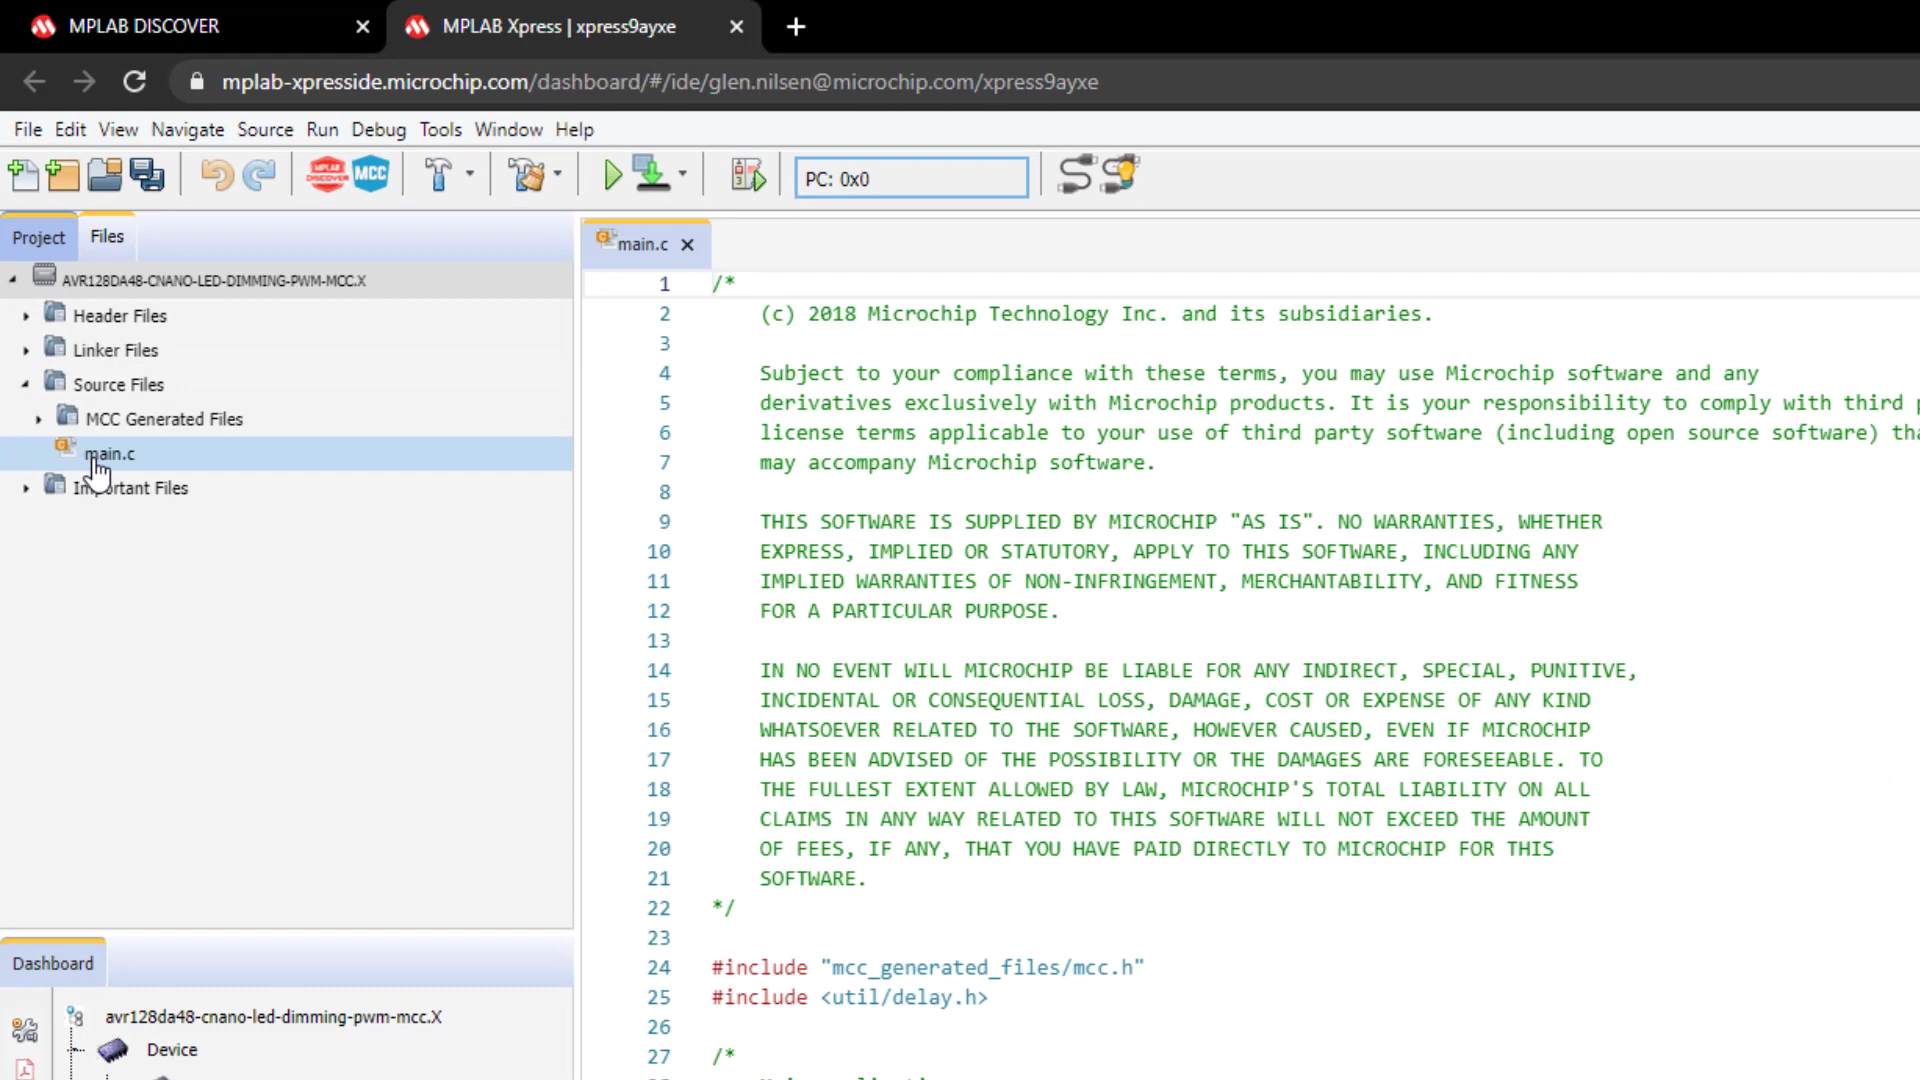 MPLAB DISCOVER
MPLAB Xpress | xpress9ayxe
mplab-xpresside.microchip.com/dashboard/#/ide/glen.nilsen@microchip.com/xpress9ayxe
File Edit View Navigate Source Run Debug Tools Window Help
MPLAB DISCOVER MCC
PC: 0x0
Project Files
AVR128DA48-CNANO-LED-DIMMING-PWM-MCC.X
Header Files
Linker Files
Source Files
MCC Generated Files
main.c
Important Files
Dashboard
avr128da48-cnano-led-dimming-pwm-mcc.X
Device
main.c
1 /*
2 (c) 2018 Microchip Technology Inc. and its subsidiaries.
3
4 Subject to your compliance with these terms, you may use Microchip software and any
5 derivatives exclusively with Microchip products. It is your responsibility to comply with third
6 license terms applicable to your use of third party software (including open source software)
7 may accompany Microchip software.
8
9 THIS SOFTWARE IS SUPPLIED BY MICROCHIP "AS IS". NO WARRANTIES, WHETHER
10 EXPRESS, IMPLIED OR STATUTORY, APPLY TO THIS SOFTWARE, INCLUDING ANY
11 IMPLIED WARRANTIES OF NON-INFRINGEMENT, MERCHANTABILITY, AND FITNESS
12 FOR A PARTICULAR PURPOSE.
13
14 IN NO EVENT WILL MICROCHIP BE LIABLE FOR ANY INDIRECT, SPECIAL, PUNITIVE,
15 INCIDENTAL OR CONSEQUENTIAL LOSS, DAMAGE, COST OR EXPENSE OF ANY KIND
16 WHATSOEVER RELATED TO THE SOFTWARE, HOWEVER CAUSED, EVEN IF MICROCHIP
17 HAS BEEN ADVISED OF THE POSSIBILITY OR THE DAMAGES ARE FORESEEABLE. TO
18 THE FULLEST EXTENT ALLOWED BY LAW, MICROCHIP'S TOTAL LIABILITY ON ALL
19 CLAIMS IN ANY WAY RELATED TO THIS SOFTWARE WILL NOT EXCEED THE AMOUNT
20 OF FEES, IF ANY, THAT YOU HAVE PAID DIRECTLY TO MICROCHIP FOR THIS
21 SOFTWARE.
22 */
23
24 #include "mcc_generated_files/mcc.h"
25 #include <util/delay.h>
26
27 /*